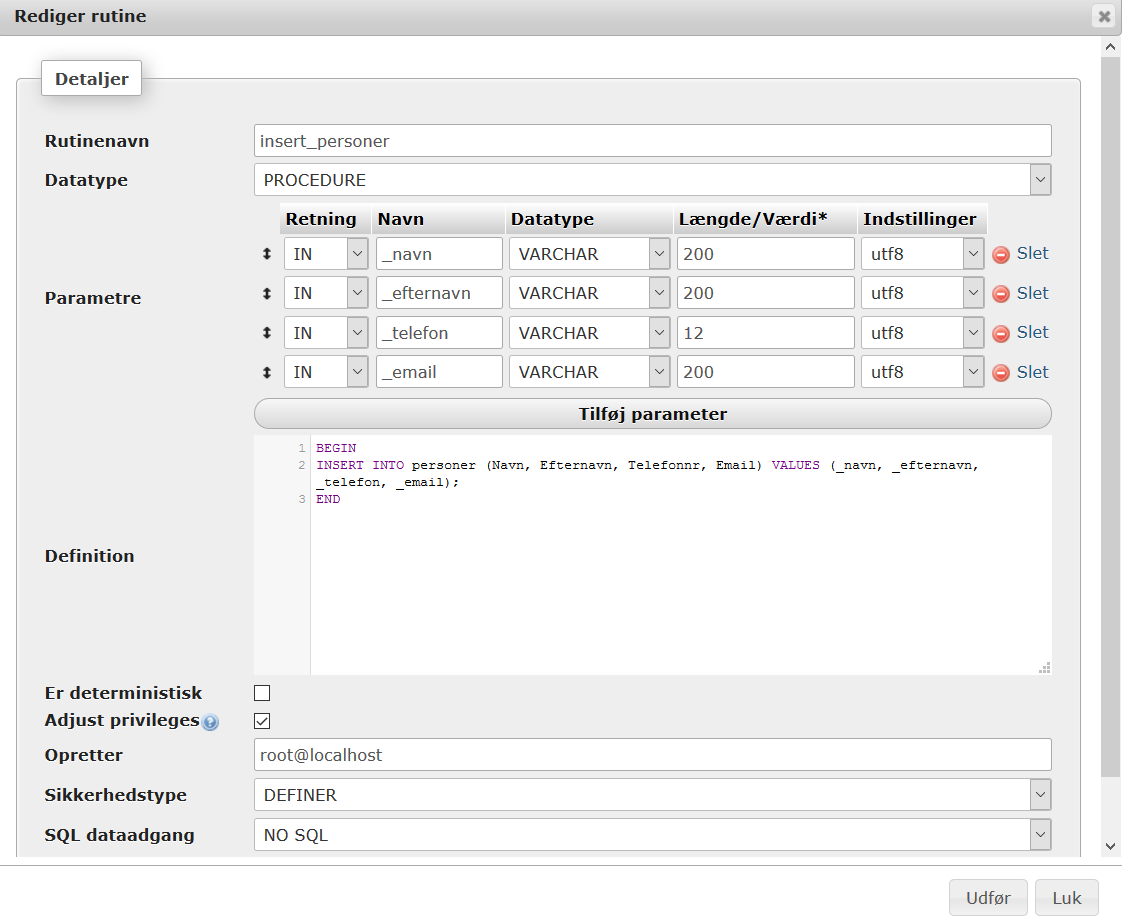 Rediger rutine
Detaljer
Rutinenavn insert_personer
Datatype PROCEDURE
Retning Navn Datatype Længde/Værdi* Indstillinger
IN _navn VARCHAR 200 utf8 Slet
Parametre
IN _efternavn VARCHAR 200 utf8 Slet
IN _telefon VARCHAR 12 utf8 Slet
IN _email VARCHAR 200 utf8 Slet
Tilføj parameter
1 BEGIN
2 INSERT INTO personer (Navn, Efternavn, Telefonnr, Email) VALUES (_navn, _efternavn,
_telefon, _email);
3 END
Definition
Er deterministisk
Adjust privileges
Opretter root@localhost
Sikkerhedstype DEFINER
SQL dataadgang NO SQL
Udfør Luk